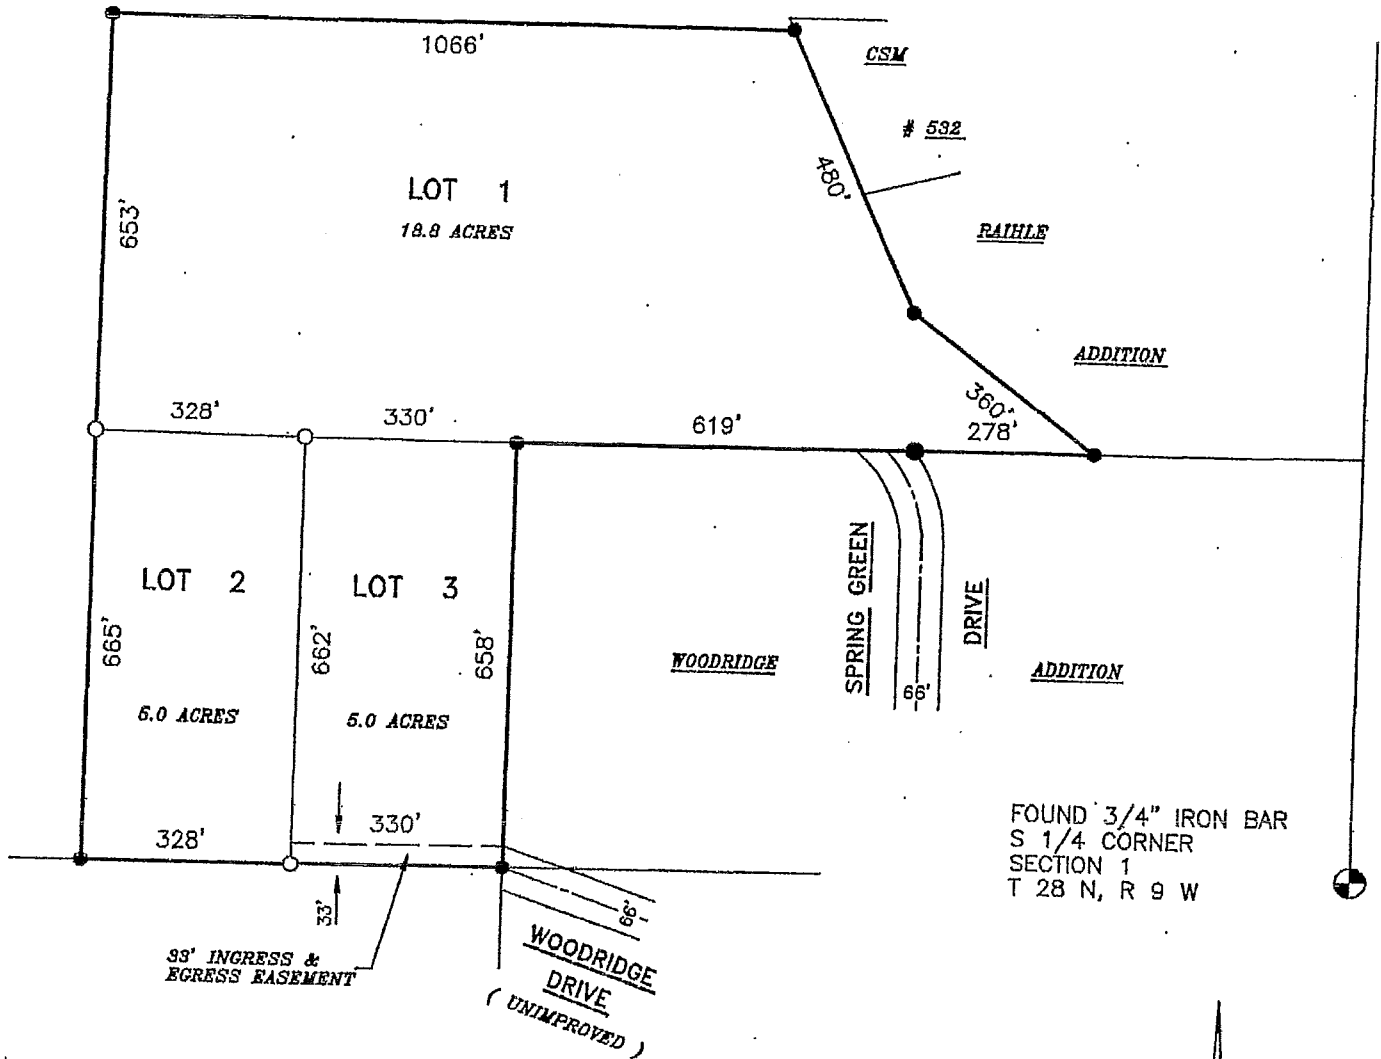 1066'
CSM
# 532
480'
LOT 1
18.8 ACRES
653'
RAIHLE
ADDITION
360'
328'
330'
619'
278'
SPRING GREEN
DRIVE
66'
LOT 2
LOT 3
665'
662'
658'
WOODRIDGE
ADDITION
5.0 ACRES
5.0 ACRES
328'
330'
33'
33' INGRESS &
EGRESS EASEMENT
66'
WOODRIDGE
DRIVE
( UNIMPROVED )
FOUND 3/4" IRON BAR
S 1/4 CORNER
SECTION 1
T 28 N, R 9 W